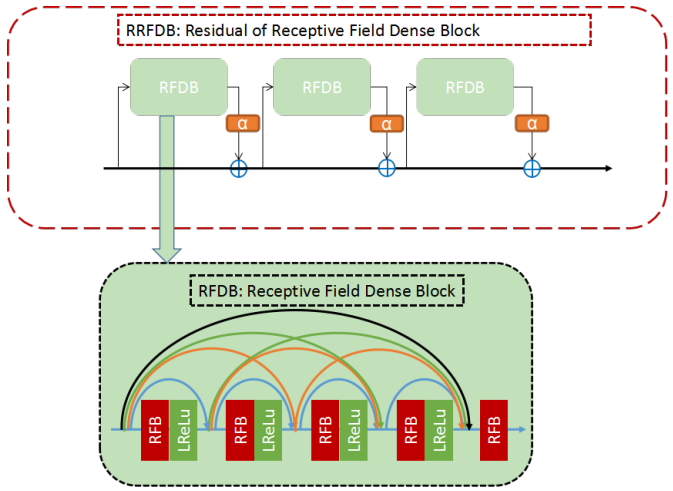 RRFDB: Residual of Receptive Field Dense Block
RFDB RFDB RFDB
α α α
RFDB: Receptive Field Dense Block
RFB LReLu RFB LReLu RFB LReLu RFB LReLu RFB